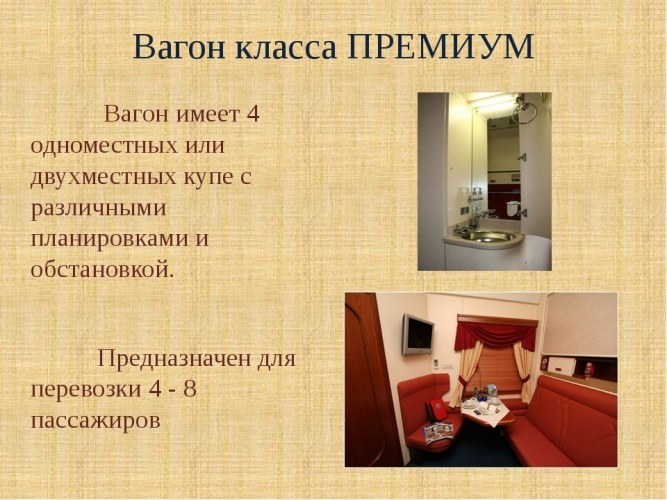 Вагон класса ПРЕМИУМ
Вагон имеет 4
одноместных или
двухместных купе с
различными
планировками и
обстановкой.
Предназначен для
перевозки 4 - 8
пассажиров